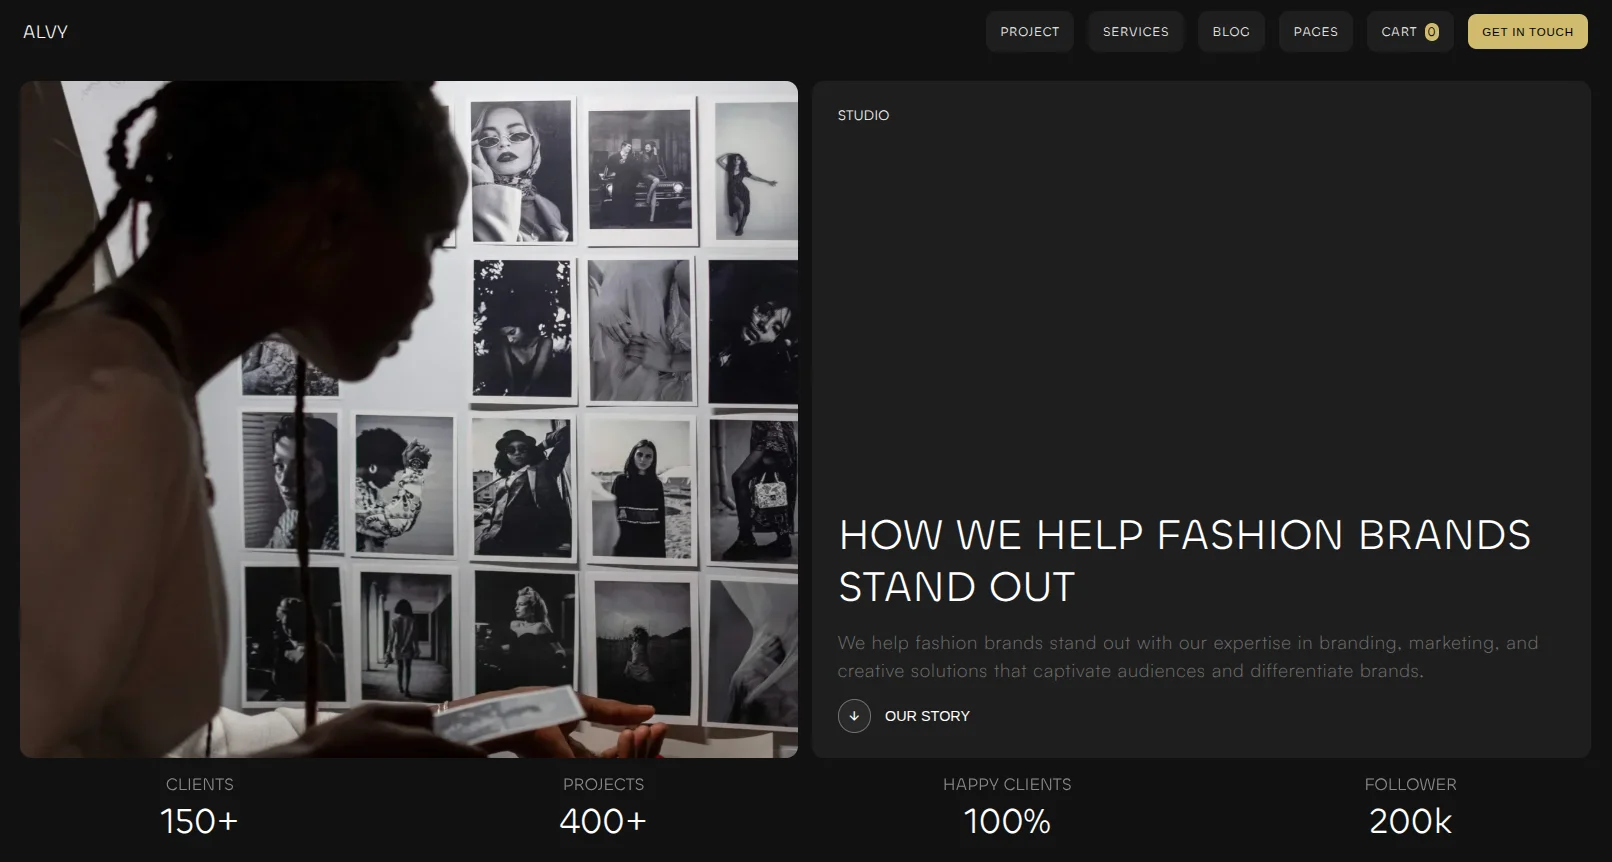 ALVY
PROJECT
SERVICES
BLOG
PAGES
CART 0
GET IN TOUCH
STUDIO
HOW WE HELP FASHION BRANDS
STAND OUT
We help fashion brands stand out with our expertise in branding, marketing, and
creative solutions that captivate audiences and differentiate brands.
OUR STORY
CLIENTS
150+
PROJECTS
400+
HAPPY CLIENTS
100%
FOLLOWER
200k